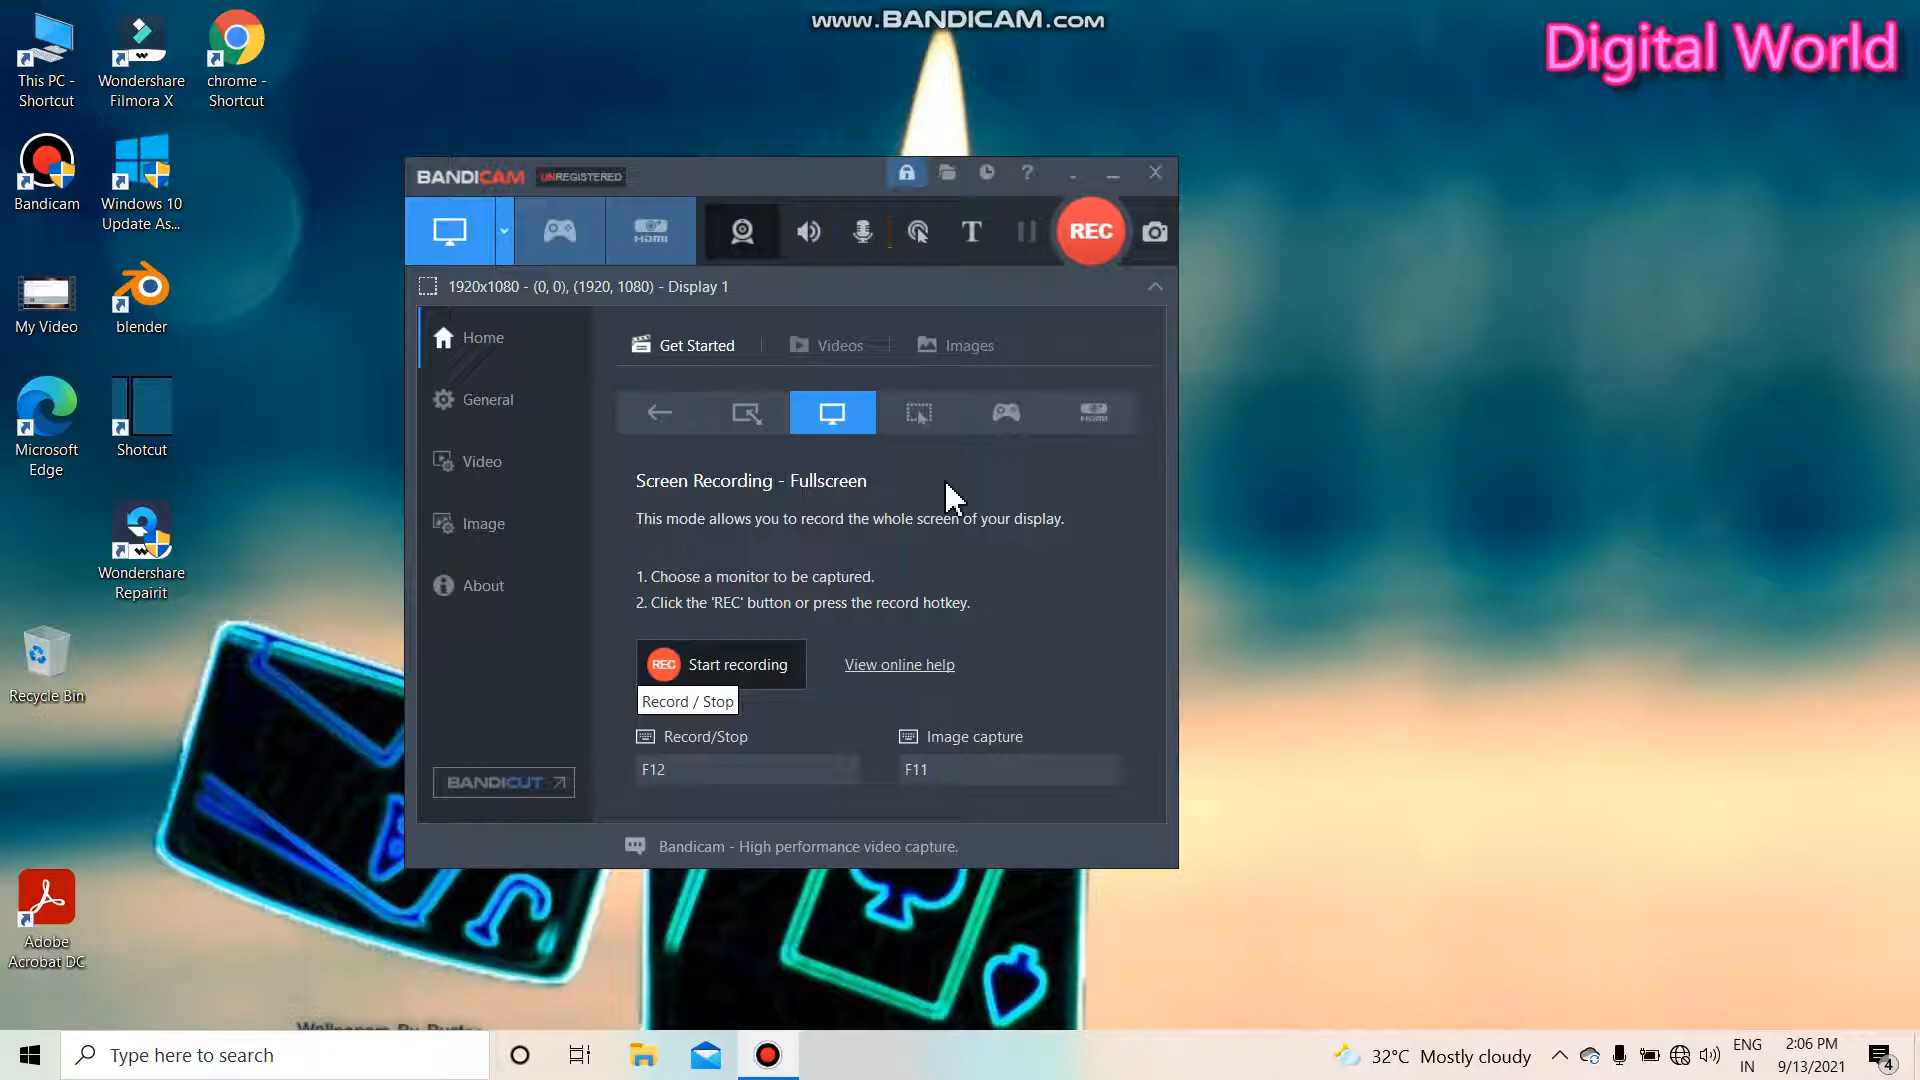 www.BANDICAM.com
Digital World
This PC -
Shortcut
Wondershare
Filmora X
chrome -
Shortcut
Bandicam
Windows 10
Update As...
My Video
blender
Microsoft
Edge
Shotcut
Wondershare
Repairit
Recycle Bin
Adobe
Acrobat DC
BANDICAM UNREGISTERED
HDMI
T
REC
1920x1080 - (0, 0), (1920, 1080) - Display 1
Home
General
Video
Image
About
BANDICUT
Get Started
Videos
Images
HDMI
Screen Recording - Fullscreen
This mode allows you to record the whole screen of your display.
1. Choose a monitor to be captured.
2. Click the 'REC' button or press the record hotkey.
REC Start recording
View online help
Record / Stop
Record/Stop
Image capture
F12
F11
Bandicam - High performance video capture.
Type here to search
32°C Mostly cloudy
ENG
IN
2:06 PM
9/13/2021
4